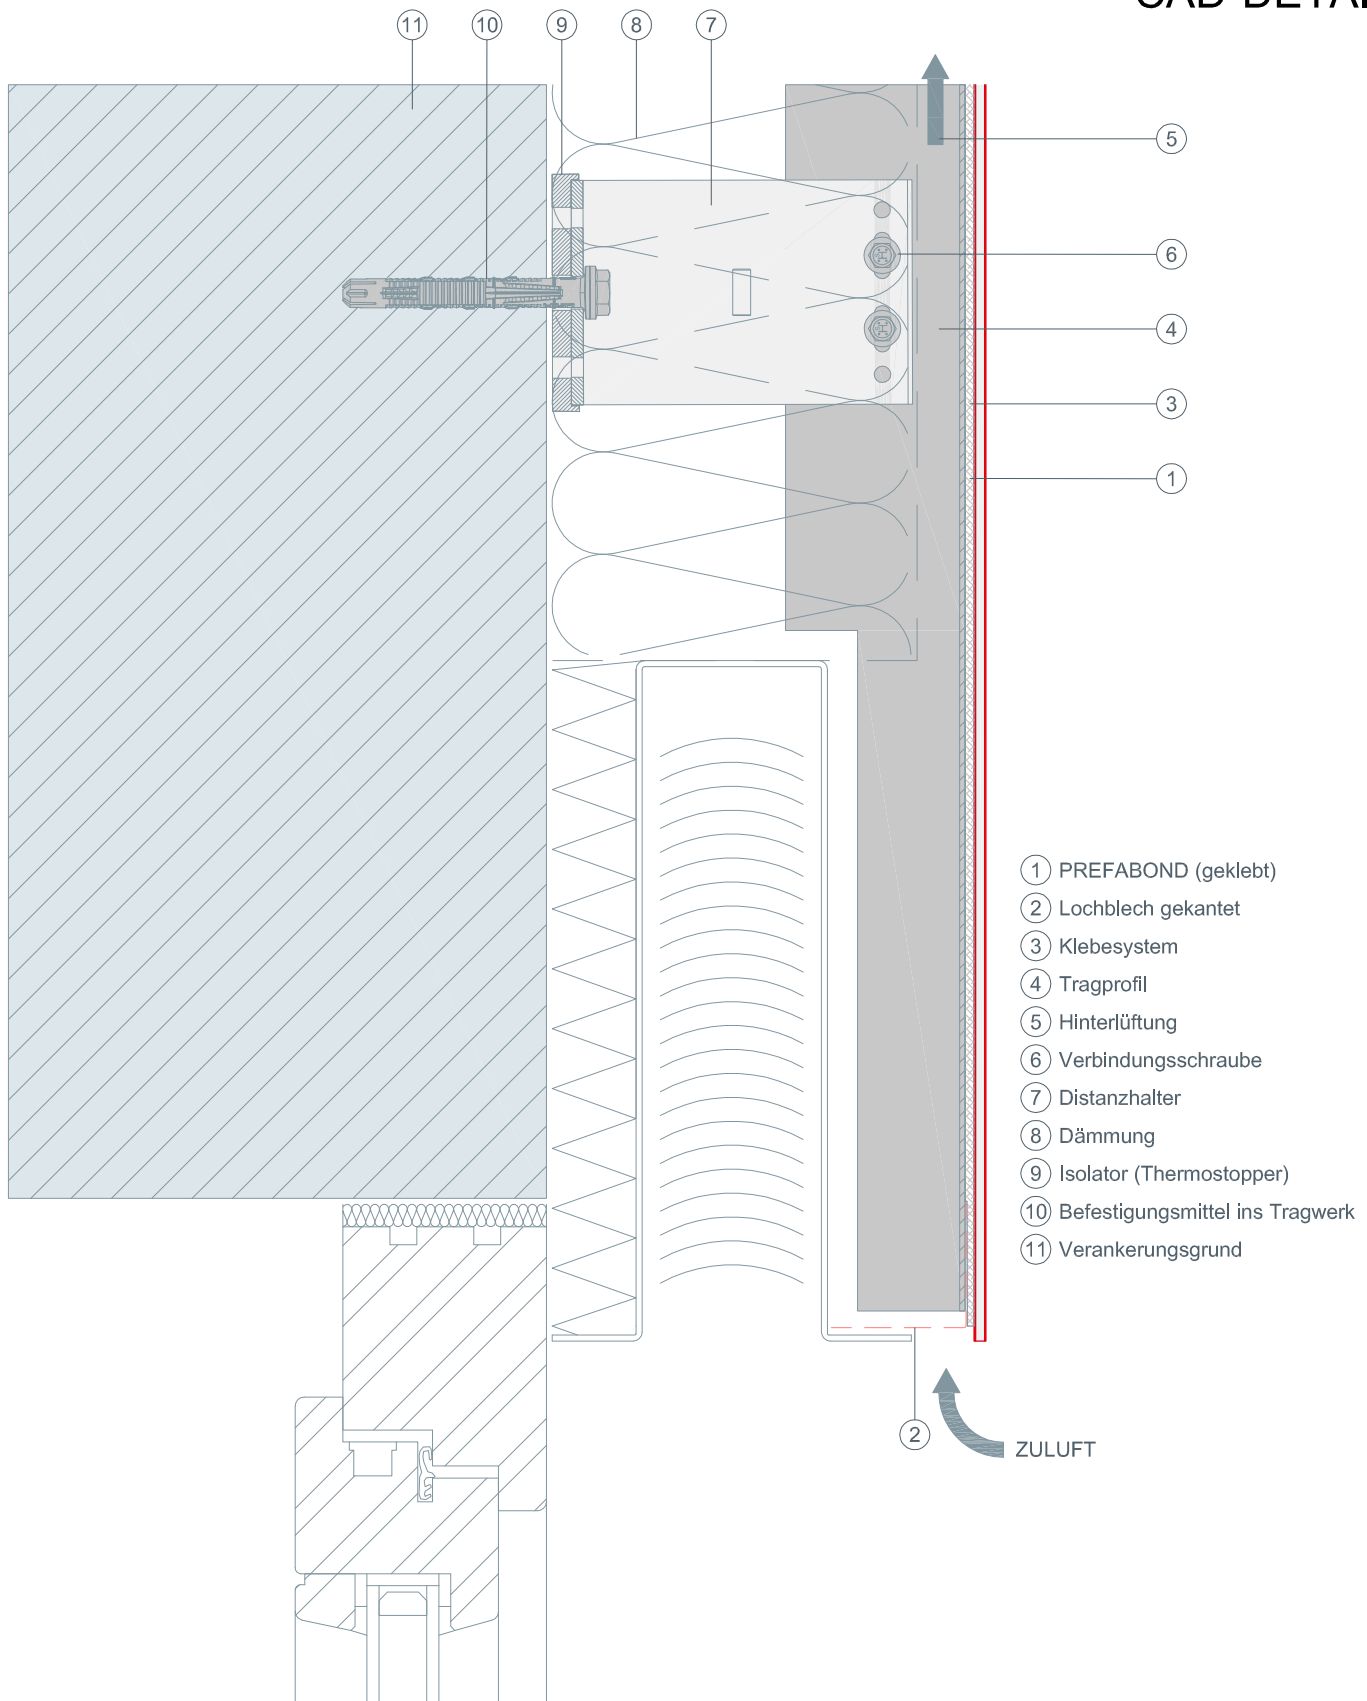 CAD DETA
11 10 9 8 7
5
6
4
3
1
1 PREFABOND (geklebt)
2 Lochblech gekantet
3 Klebesystem
4 Tragprofil
5 Hinterlüftung
6 Verbindungsschraube
7 Distanzhalter
8 Dämmung
9 Isolator (Thermostopper)
10 Befestigungsmittel ins Tragwerk
11 Verankerungsgrund
2
ZULUFT